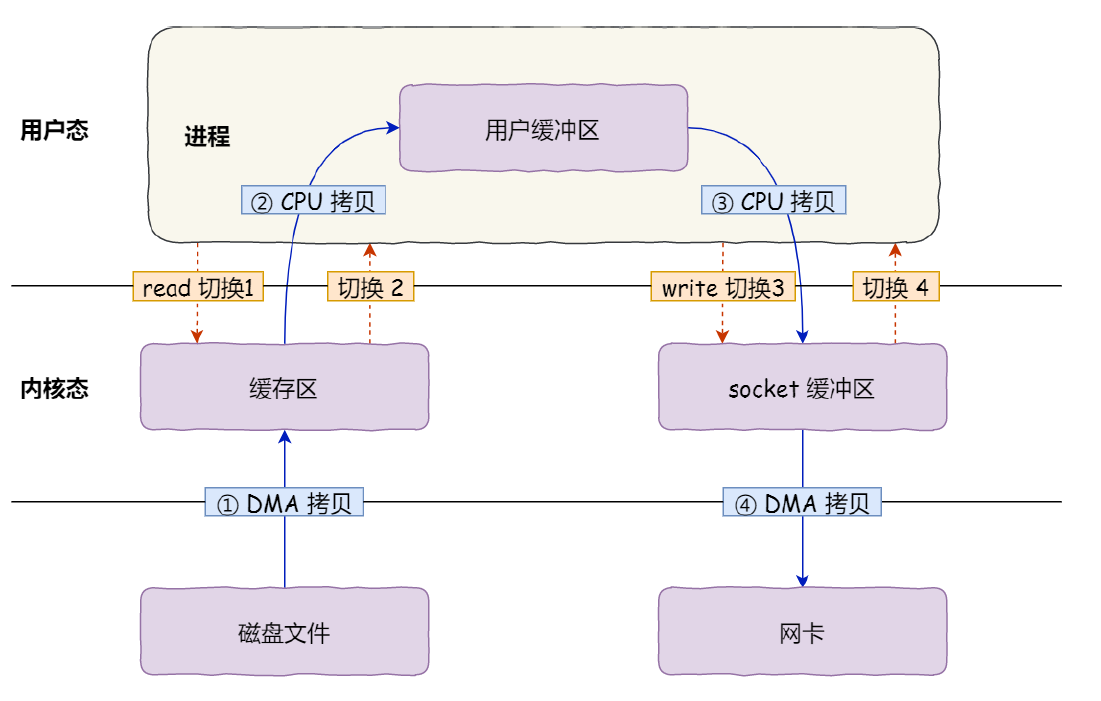 用户态
进程
用户缓冲区
② CPU 拷贝
③ CPU 拷贝
read 切换1
切换 2
write 切换3
切换 4
内核态
缓存区
socket 缓冲区
① DMA 拷贝
④ DMA 拷贝
磁盘文件
网卡